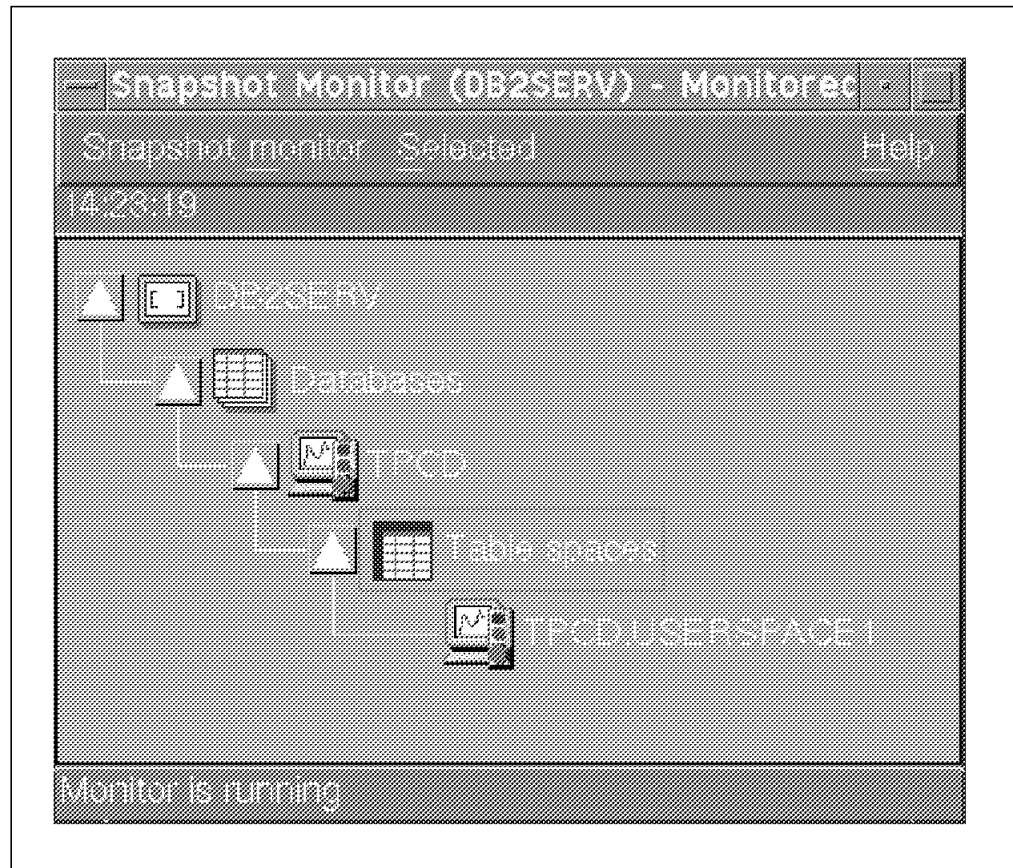 Snapshot Monitor (DB2SERV) - Monitored
Snapshot monitor Selected Help
14:23:19
DB2SERV
Databases
TPCD
Table spaces
TPCD.USERSPACE1
Monitor is running